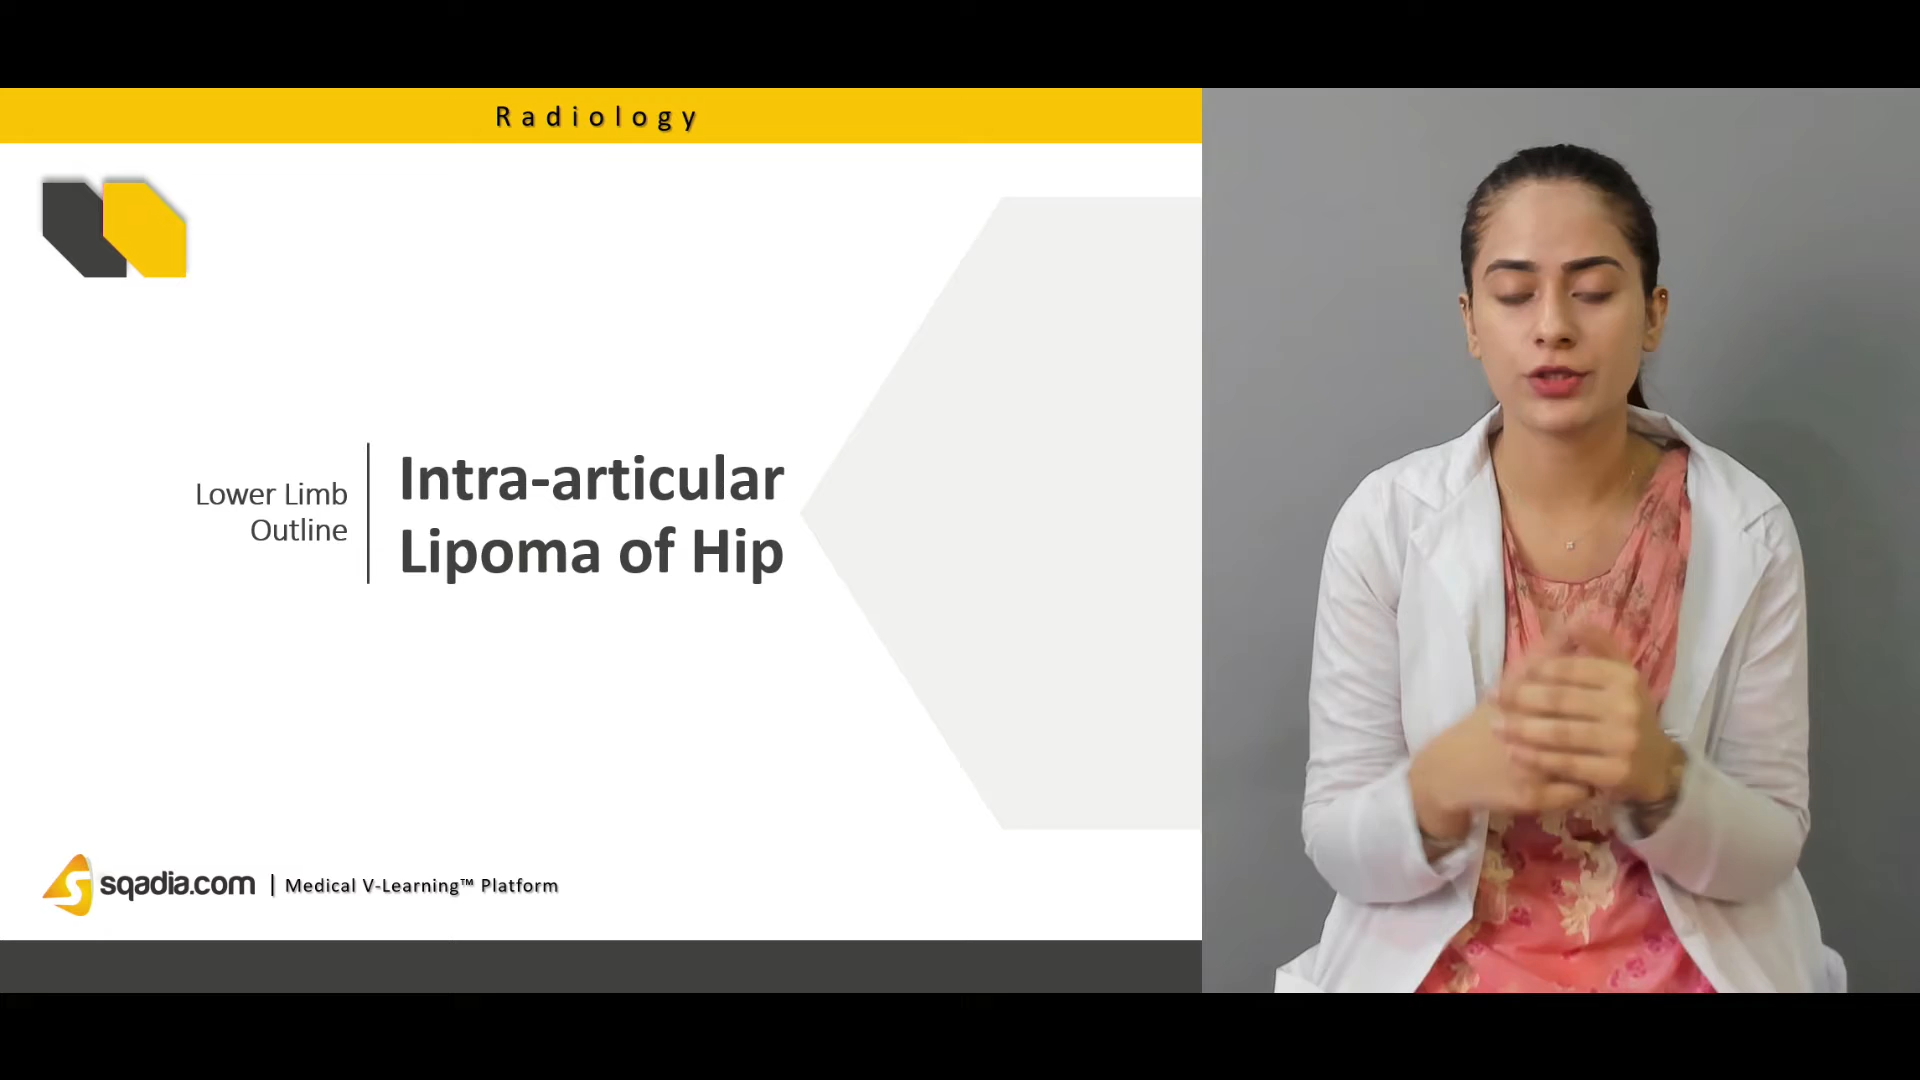 Radiology
Lower Limb
Outline
Intra-articular
Lipoma of Hip
sqadia.com | Medical V-Learning™ Platform